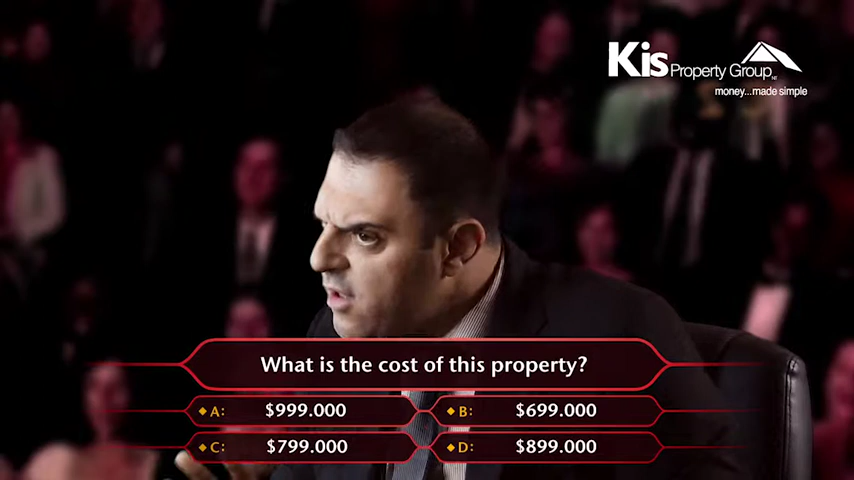 Kis Property Group
money...made simple
What is the cost of this property?
A: $999.000
B: $699.000
C: $799.000
D: $899.000